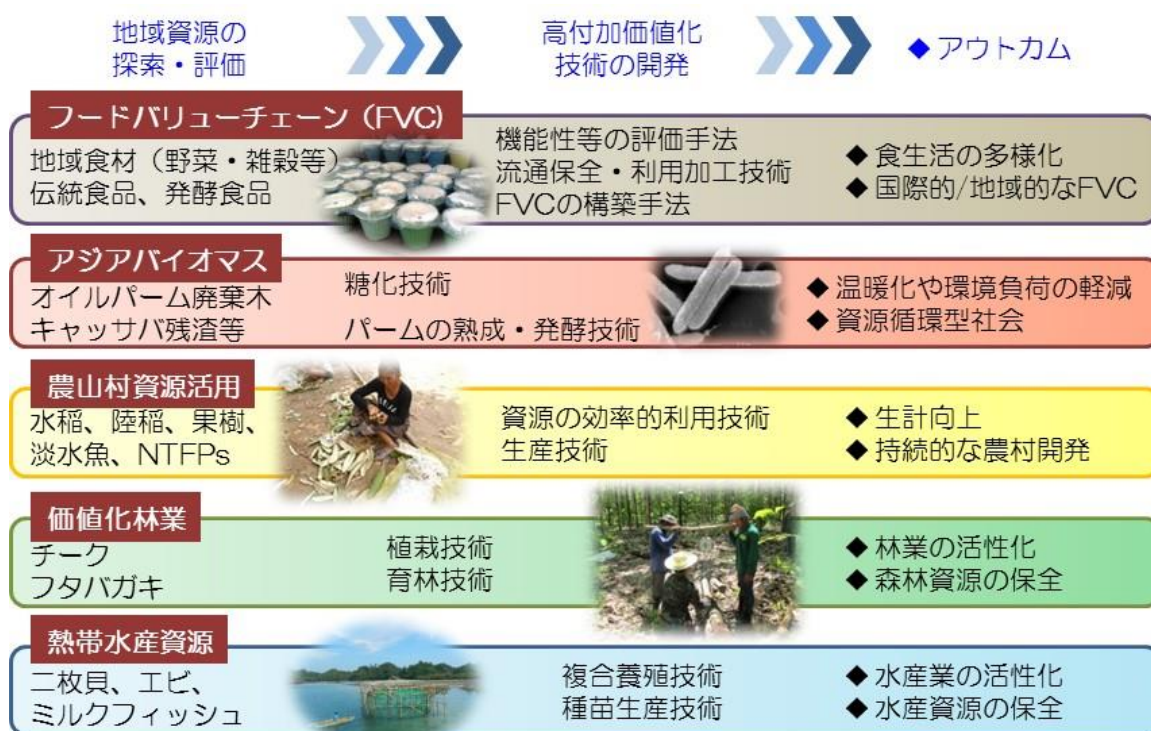 地域資源の
探索・評価
高付加価値化
技術の開発
◆アウトカム
フードバリューチェーン（FVC）
地域食材（野菜・雑穀等）
伝統食品、発酵食品
機能性等の評価手法
流通保全・利用加工技術
FVCの構築手法
◆食生活の多様化
◆国際的/地域的なFVC
アジアバイオマス
オイルパーム廃棄木
キャッサバ残渣等
糖化技術
パームの熟成・発酵技術
◆温暖化や環境負荷の軽減
◆資源循環型社会
農山村資源活用
水稲、陸稲、果樹、
淡水魚、NTFPs
資源の効率的利用技術
生産技術
◆生計向上
◆持続的な農村開発
価値化林業
チーク
フタバガキ
植栽技術
育林技術
◆林業の活性化
◆森林資源の保全
熱帯水産資源
二枚貝、エビ、
ミルクフィッシュ
複合養殖技術
種苗生産技術
◆水産業の活性化
◆水産資源の保全